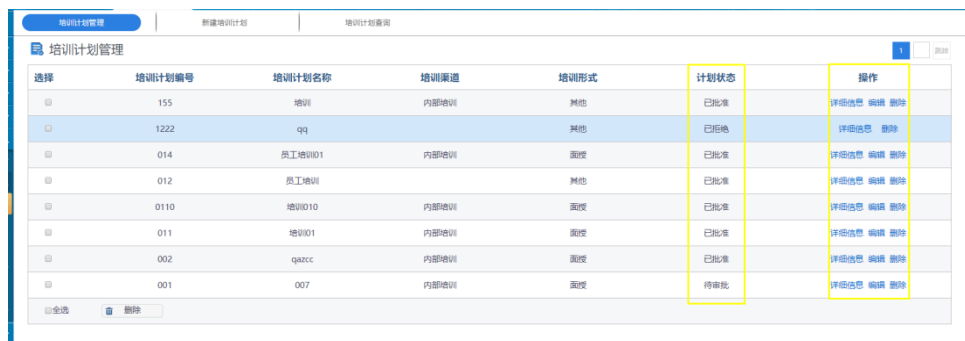 培训计划管理 新建培训计划 培训计划查询
培训计划管理 1 跳转
选择 培训计划编号 培训计划名称 培训渠道 培训形式 计划状态 操作
155 培训 内部培训 其他 已批准 详细信息 编辑 删除
1222 qq 其他 已拒绝 详细信息 删除
014 员工培训01 内部培训 面授 已批准 详细信息 编辑 删除
012 员工培训 其他 已批准 详细信息 编辑 删除
0110 培训010 内部培训 面授 已批准 详细信息 编辑 删除
011 培训01 内部培训 面授 已批准 详细信息 编辑 删除
002 qazcc 内部培训 面授 已批准 详细信息 编辑 删除
001 007 内部培训 面授 待审批 详细信息 编辑 删除
全选 删除